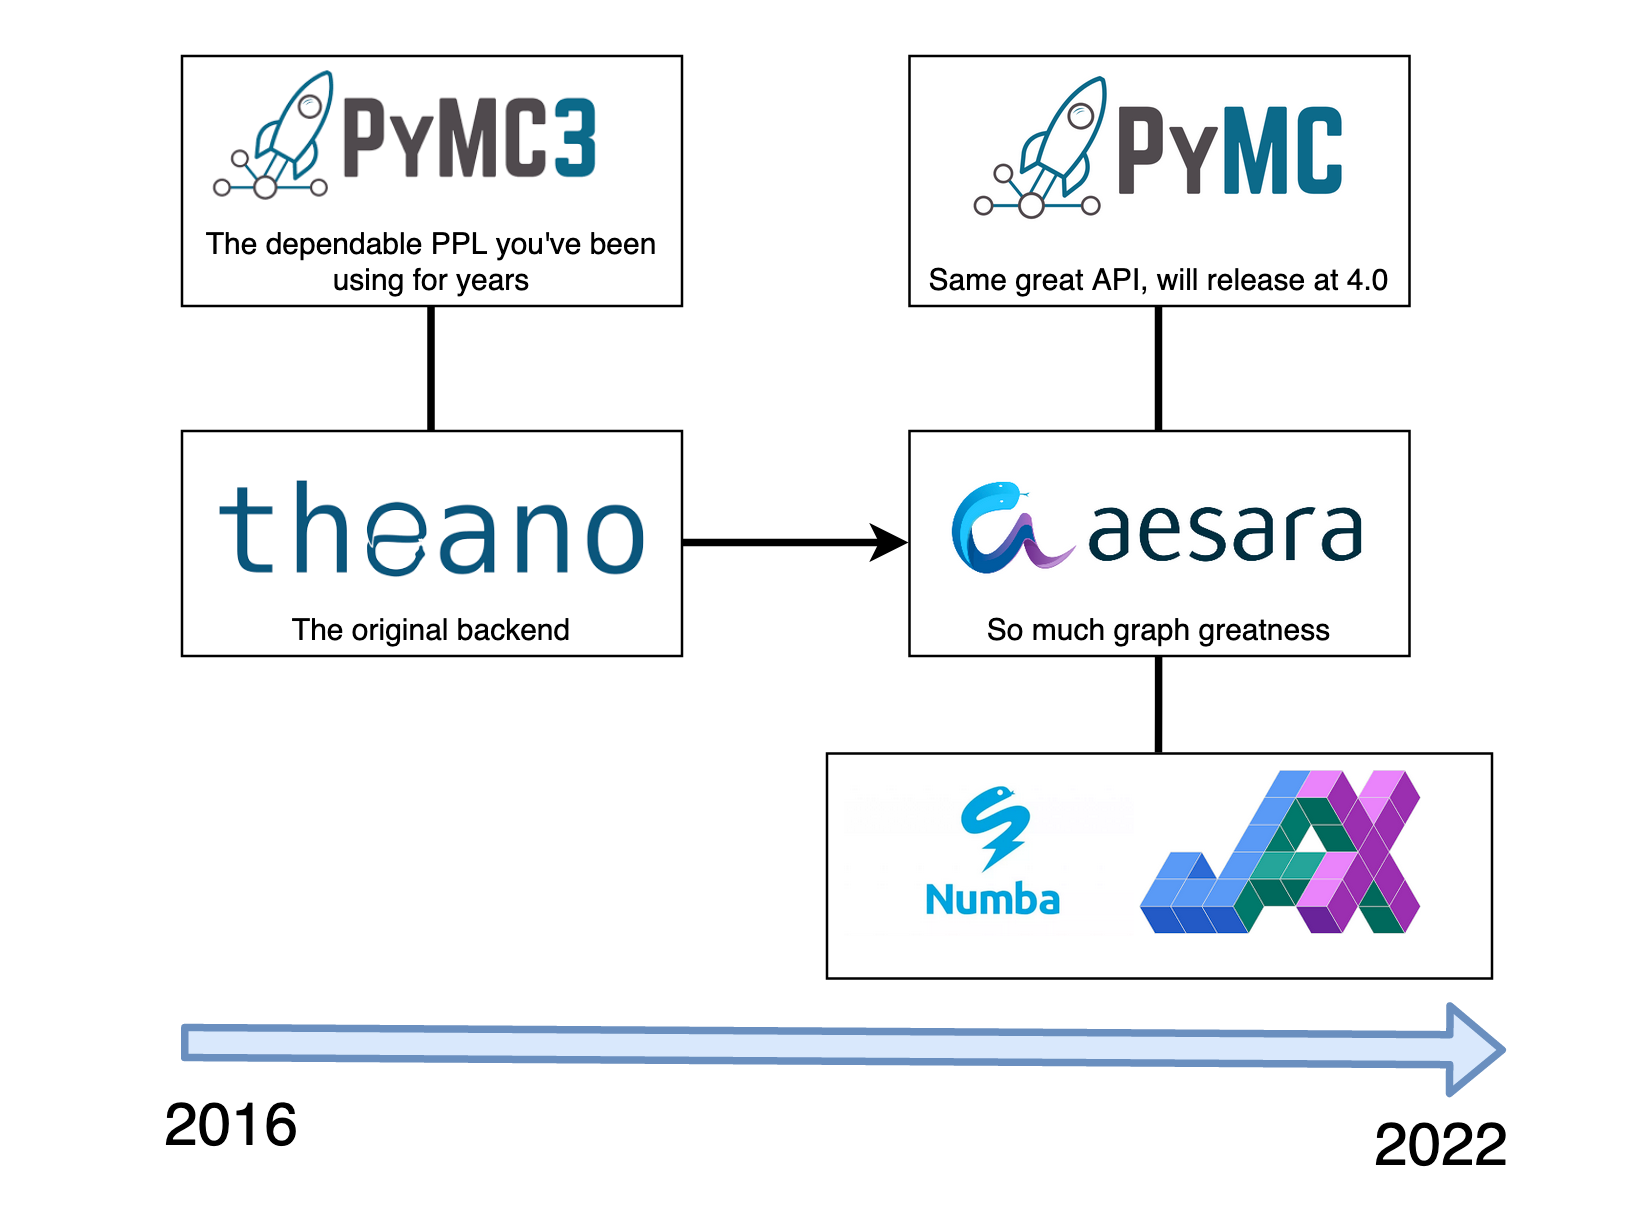 PyMC3
The dependable PPL you've been
using for years
PyMC
Same great API, will release at 4.0
theano
The original backend
aesara
So much graph greatness
Numba
JAX
2016
2022